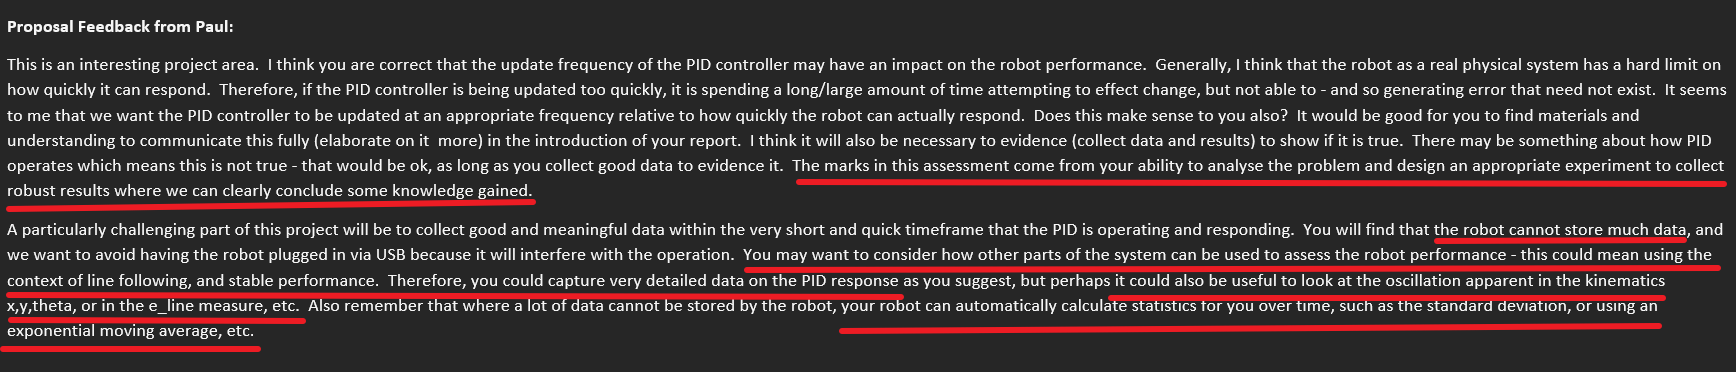 Proposal Feedback from Paul:
This is an interesting project area.  I think you are correct that the update frequency of the PID controller may have an impact on the robot performance.  Generally, I think that the robot as a real physical system has a hard limit on
how quickly it can respond.  Therefore, if the PID controller is being updated too quickly, it is spending a long/large amount of time attempting to effect change, but not able to - and so generating error that need not exist.  It seems
to me that we want the PID controller to be updated at an appropriate frequency relative to how quickly the robot can actually respond.  Does this make sense to you also?  It would be good for you to find materials and
understanding to communicate this fully (elaborate on it  more) in the introduction of your report.  I think it will also be necessary to evidence (collect data and results) to show if it is true.  There may be something about how PID
operates which means this is not true - that would be ok, as long as you collect good data to evidence it.  The marks in this assessment come from your ability to analyse the problem and design an appropriate experiment to collect
robust results where we can clearly conclude some knowledge gained.
A particularly challenging part of this project will be to collect good and meaningful data within the very short and quick timeframe that the PID is operating and responding.  You will find that the robot cannot store much data, and
we want to avoid having the robot plugged in via USB because it will interfere with the operation.  You may want to consider how other parts of the system can be used to assess the robot performance - this could mean using the
context of line following, and stable performance.  Therefore, you could capture very detailed data on the PID response as you suggest, but perhaps it could also be useful to look at the oscillation apparent in the kinematics
x,y,theta, or in the e_line measure, etc.  Also remember that where a lot of data cannot be stored by the robot, your robot can automatically calculate statistics for you over time, such as the standard deviation, or using an
exponential moving average, etc.